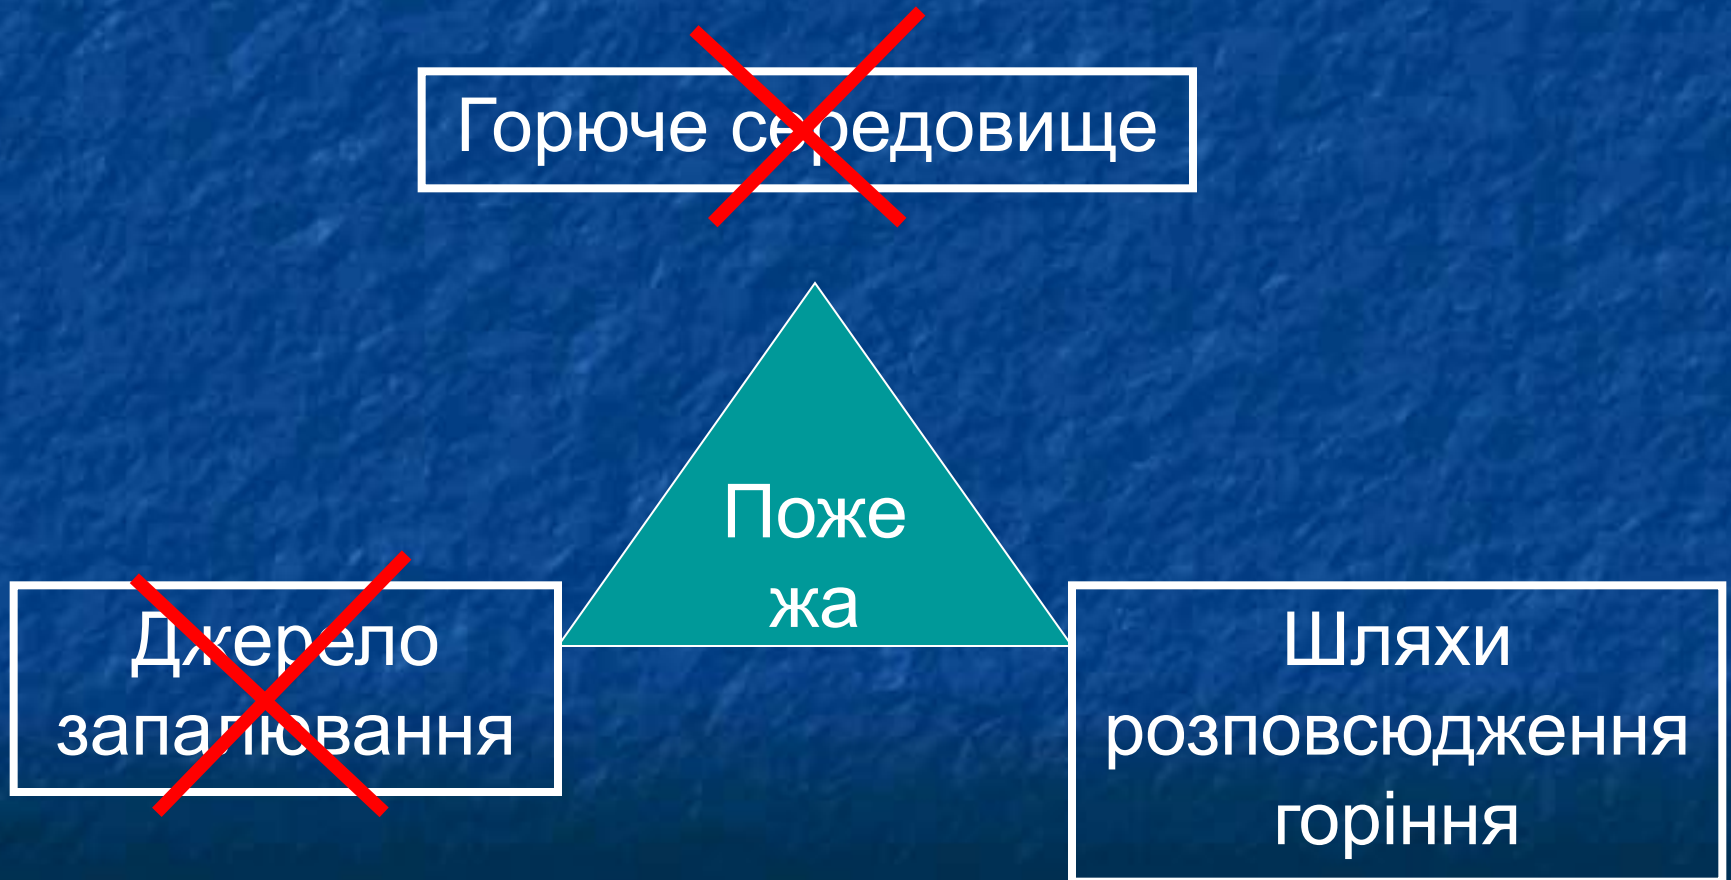 Горюче середовище
Поже
жа
Джерело
запалювання
Шляхи
розповсюдження
горіння